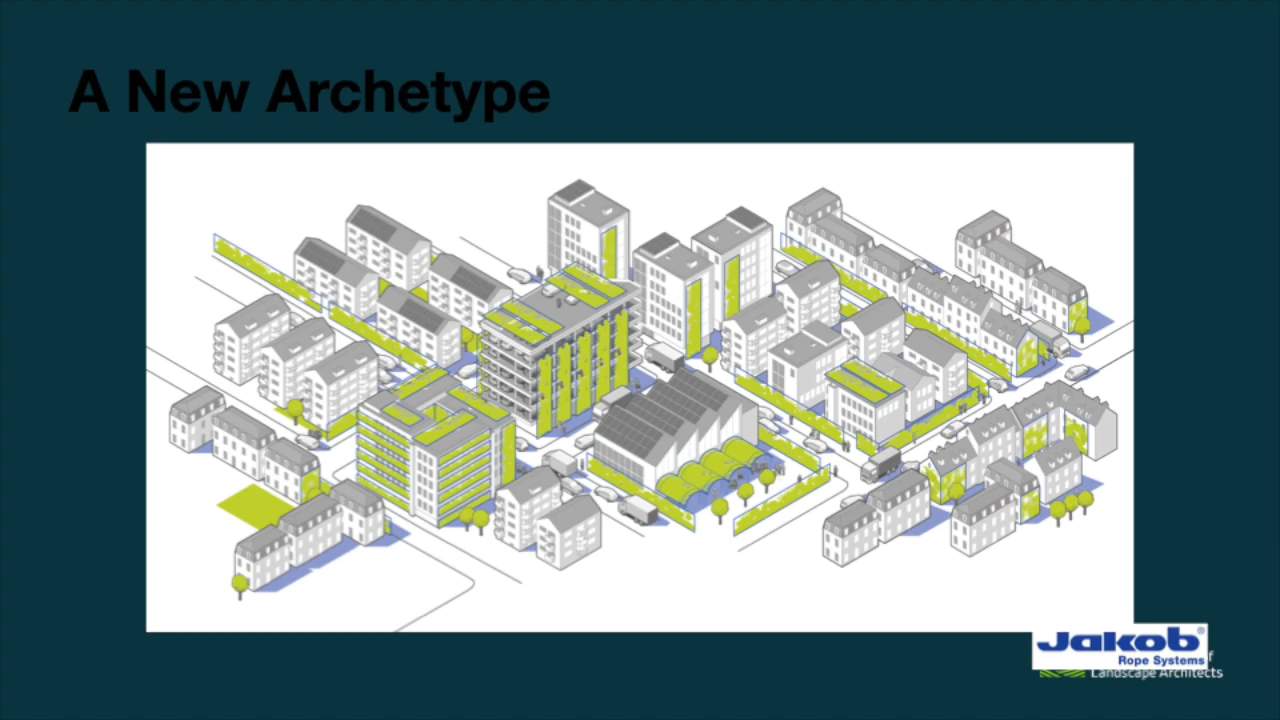 A New Archetype
Jakob®
Rope Systems
f
Landscape Architects